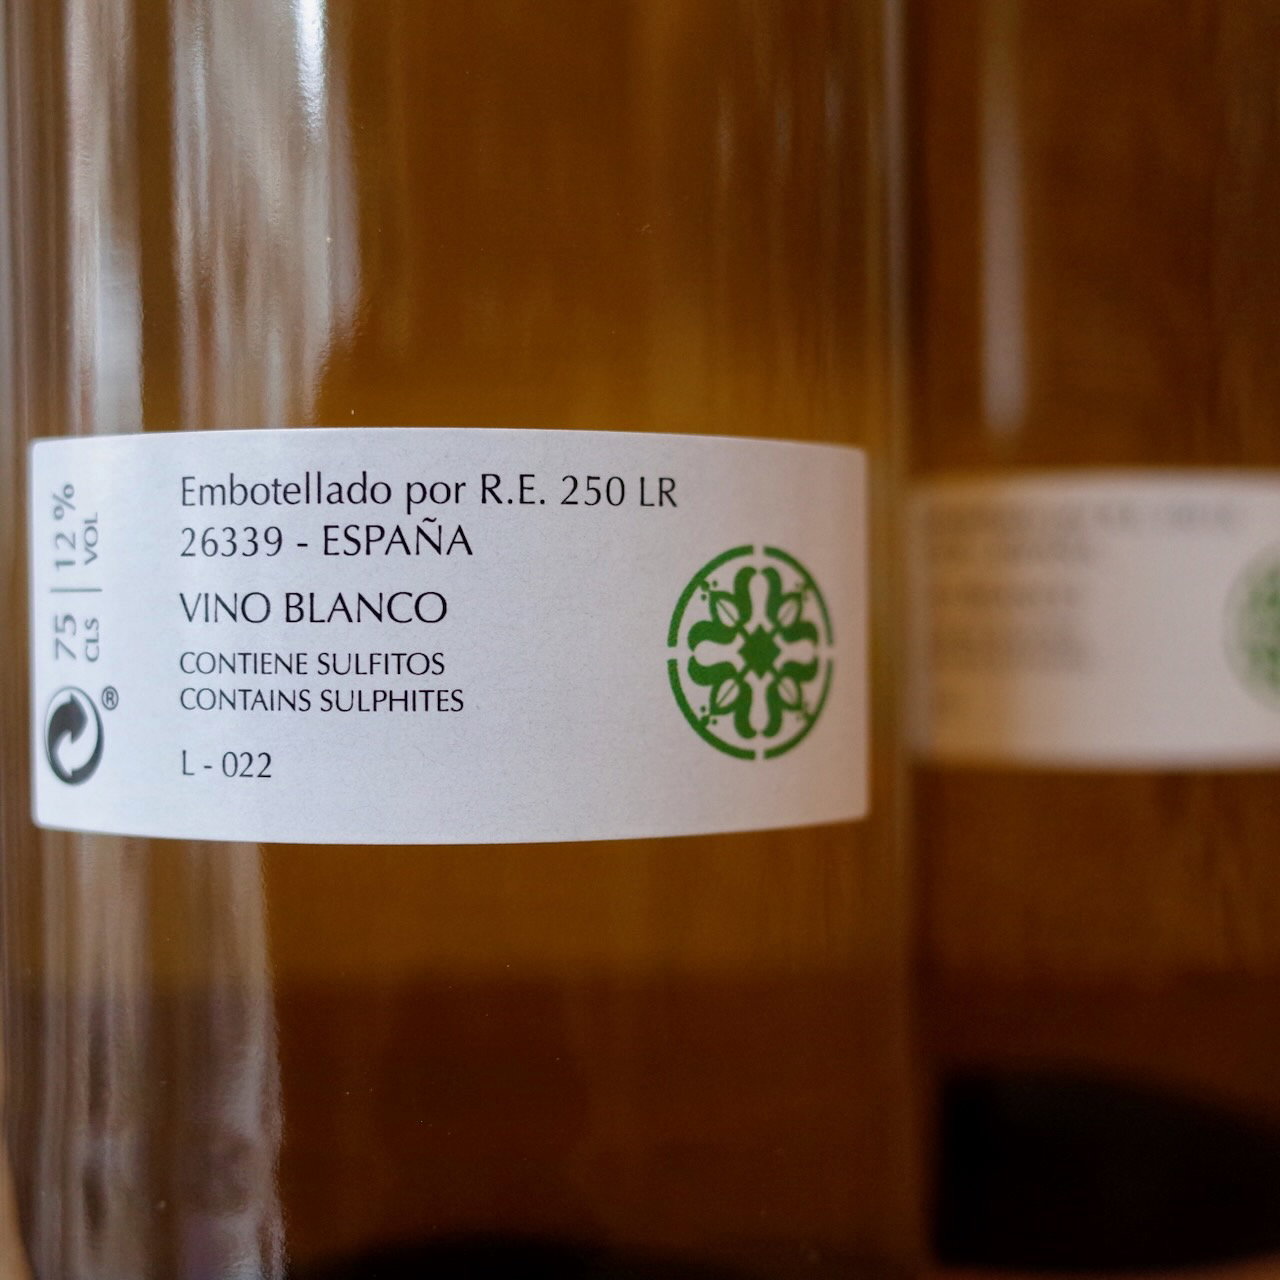 Embotellado por R.E. 250 LR
26339 - ESPAÑA
VINO BLANCO
CONTIENE SULFITOS
CONTAINS SULPHITES
L - 022
75 CLS | 12 % VOL
®